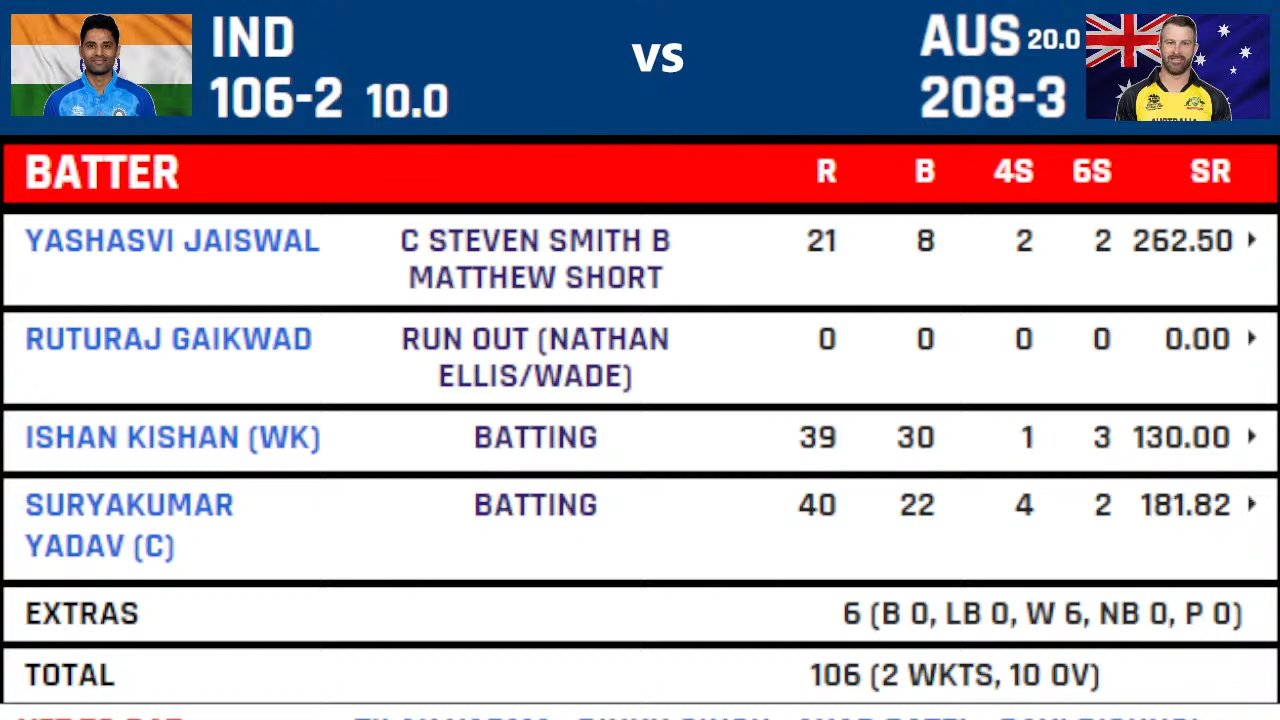 IND
106-2 10.0
VS
AUS 20.0
208-3
AUSTRALIA
BATTER R B 4S 6S SR
YASHASVI JAISWAL C STEVEN SMITH B 21 8 2 2 262.50
MATTHEW SHORT
RUTURAJ GAIKWAD RUN OUT (NATHAN 0 0 0 0 0.00
ELLIS/WADE)
ISHAN KISHAN (WK) BATTING 39 30 1 3 130.00
SURYAKUMAR BATTING 40 22 4 2 181.82
YADAV (C)
EXTRAS 6 (B 0, LB 0, W 6, NB 0, P 0)
TOTAL 106 (2 WKTS, 10 OV)